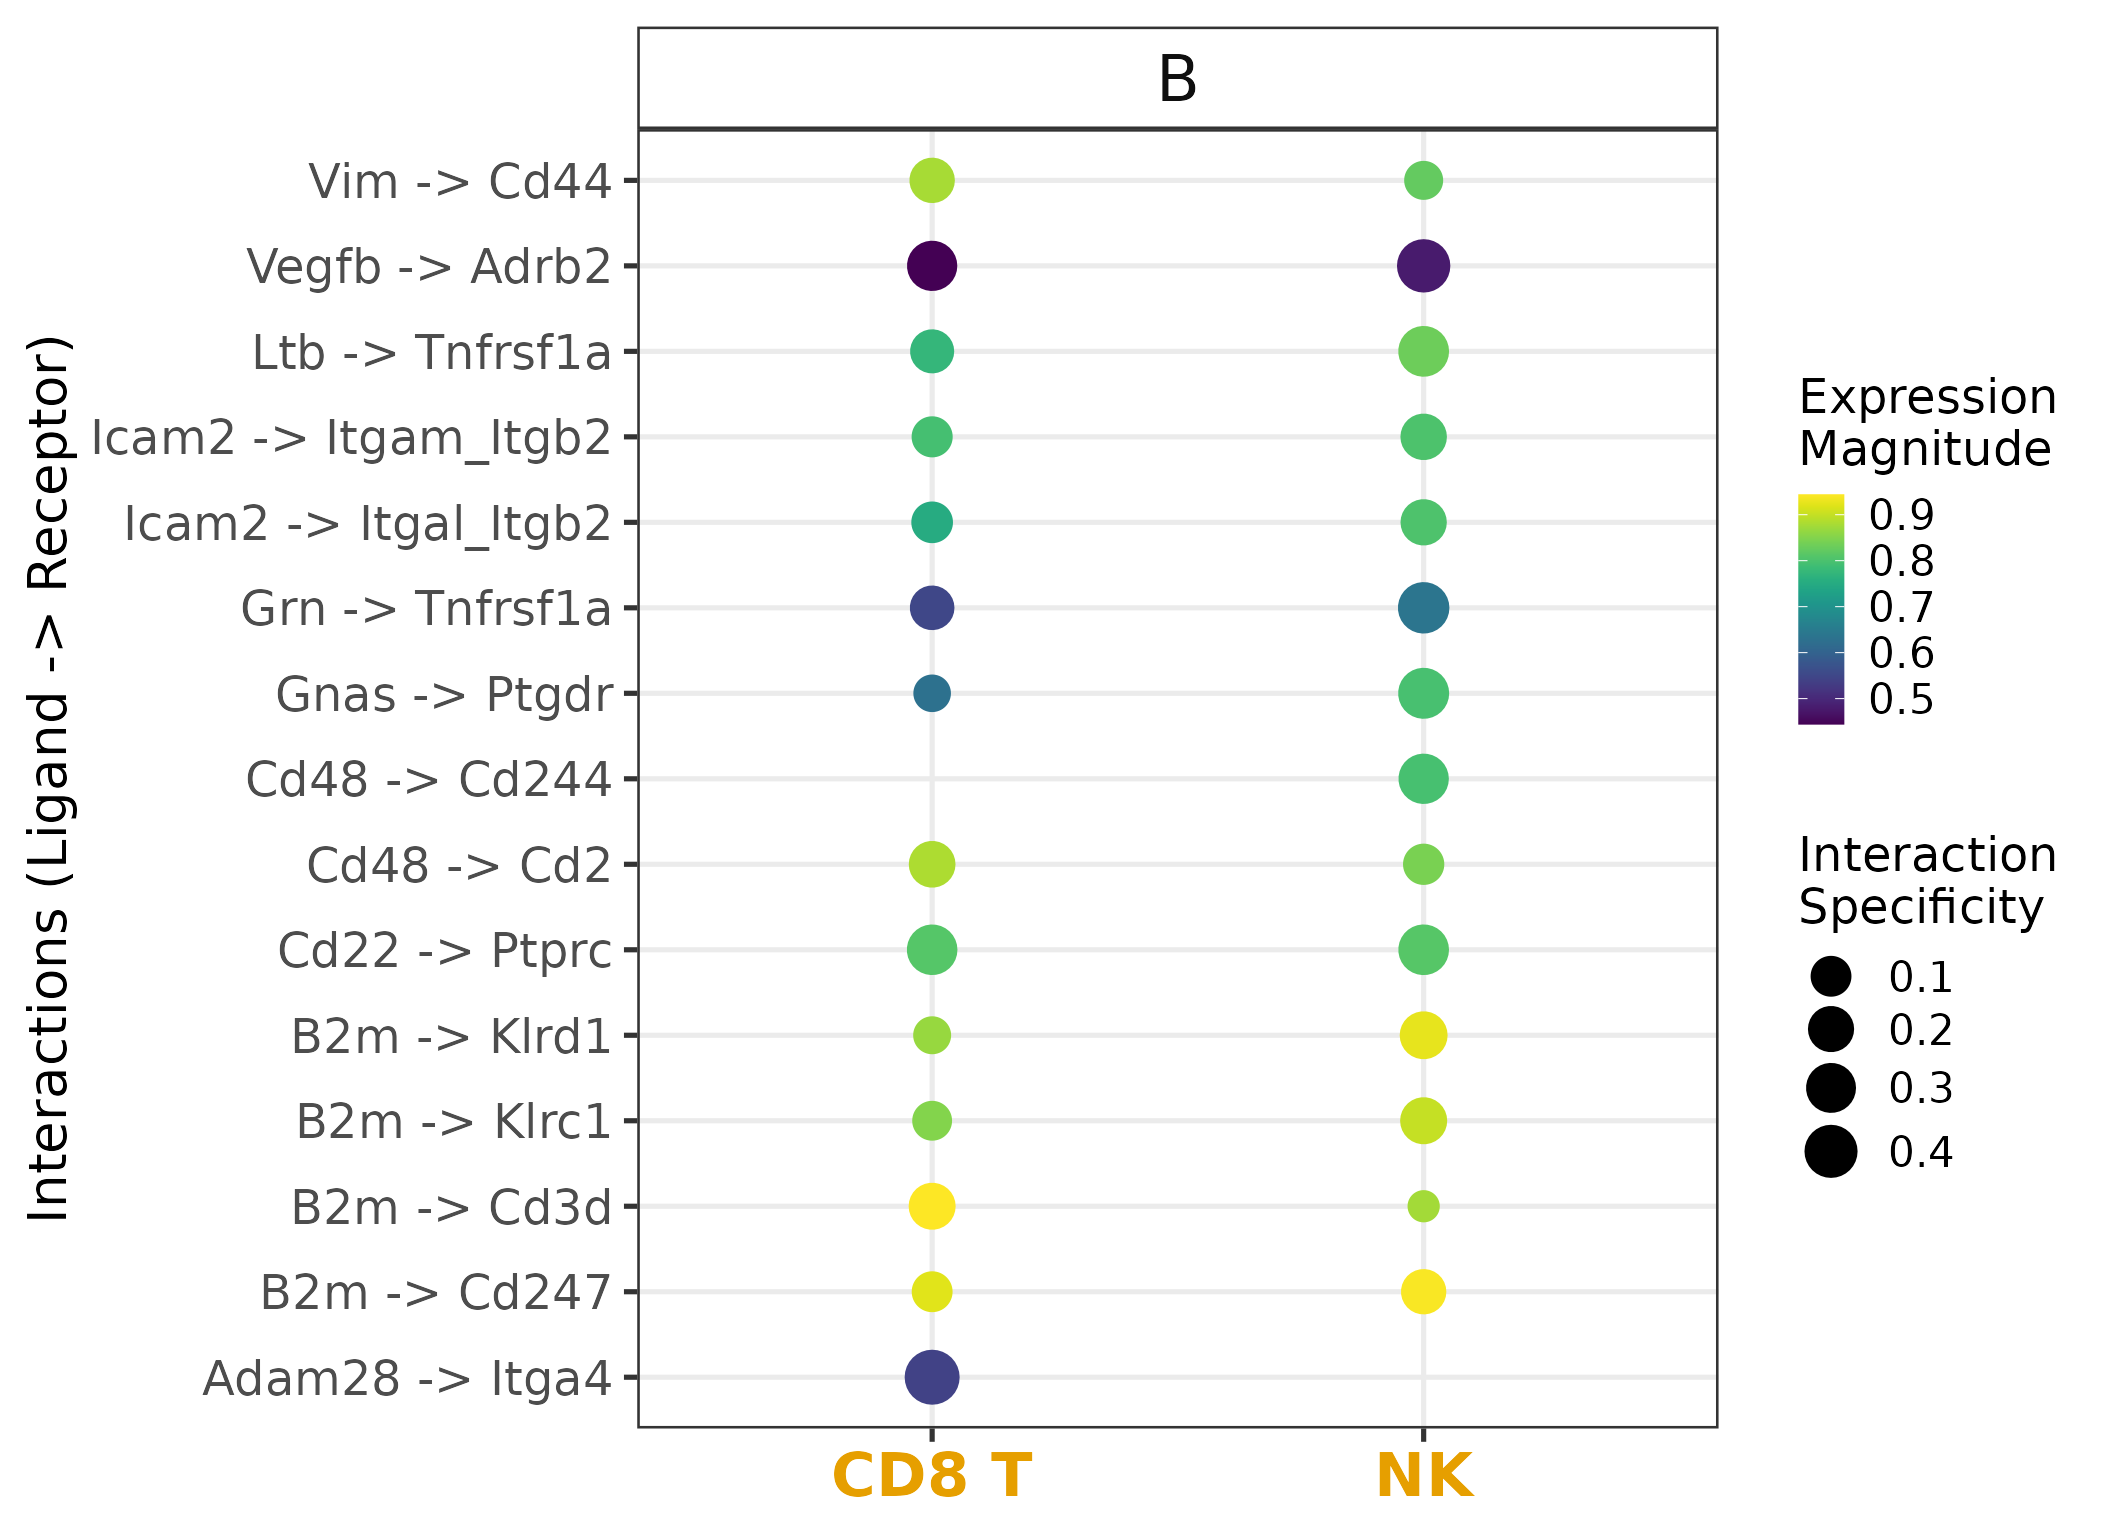 B
Interactions (Ligand -> Receptor)
Vim -> Cd44
Vegfb -> Adrb2
Ltb -> Tnfrsf1a
Icam2 -> Itgam_Itgb2
Icam2 -> Itgal_Itgb2
Grn -> Tnfrsf1a
Gnas -> Ptgdr
Cd48 -> Cd244
Cd48 -> Cd2
Cd22 -> Ptprc
B2m -> Klrd1
B2m -> Klrc1
B2m -> Cd3d
B2m -> Cd247
Adam28 -> Itga4
CD8 T
NK
Expression
Magnitude
0.9
0.8
0.7
0.6
0.5
Interaction
Specificity
0.1
0.2
0.3
0.4